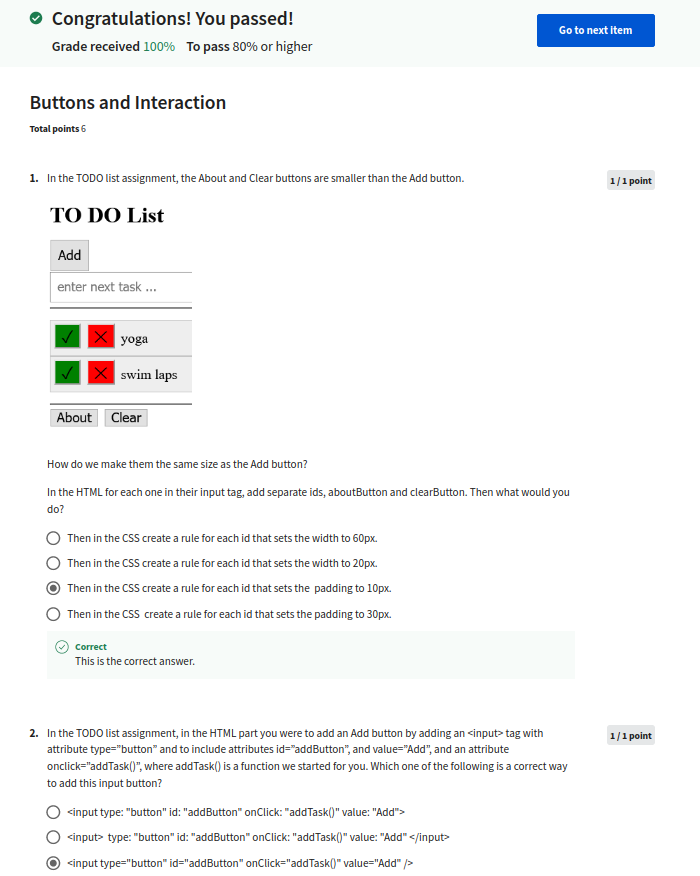 Congratulations! You passed!
Grade received 100% To pass 80% or higher
Go to next item
Buttons and Interaction
Total points 6
1. In the TODO list assignment, the About and Clear buttons are smaller than the Add button.
1 / 1 point
TO DO List
Add
enter next task ...
✓ X yoga
✓ X swim laps
About Clear
How do we make them the same size as the Add button?
In the HTML for each one in their input tag, add separate ids, aboutButton and clearButton. Then what would you
do?
Then in the CSS create a rule for each id that sets the width to 60px.
Then in the CSS create a rule for each id that sets the width to 20px.
Then in the CSS create a rule for each id that sets the padding to 10px.
Then in the CSS create a rule for each id that sets the padding to 30px.
Correct
This is the correct answer.
2. In the TODO list assignment, in the HTML part you were to add an Add button by adding an <input> tag with
1 / 1 point
attribute type="button" and to include attributes id="addButton", and value="Add", and an attribute
onclick="addTask()", where addTask() is a function we started for you. Which one of the following is a correct way
to add this input button?
<input type: "button" id: "addButton" onClick: "addTask()" value: "Add">
<input> type: "button" id: "addButton" onClick: "addTask()" value: "Add" </input>
<input type="button" id="addButton" onClick="addTask()" value="Add" />